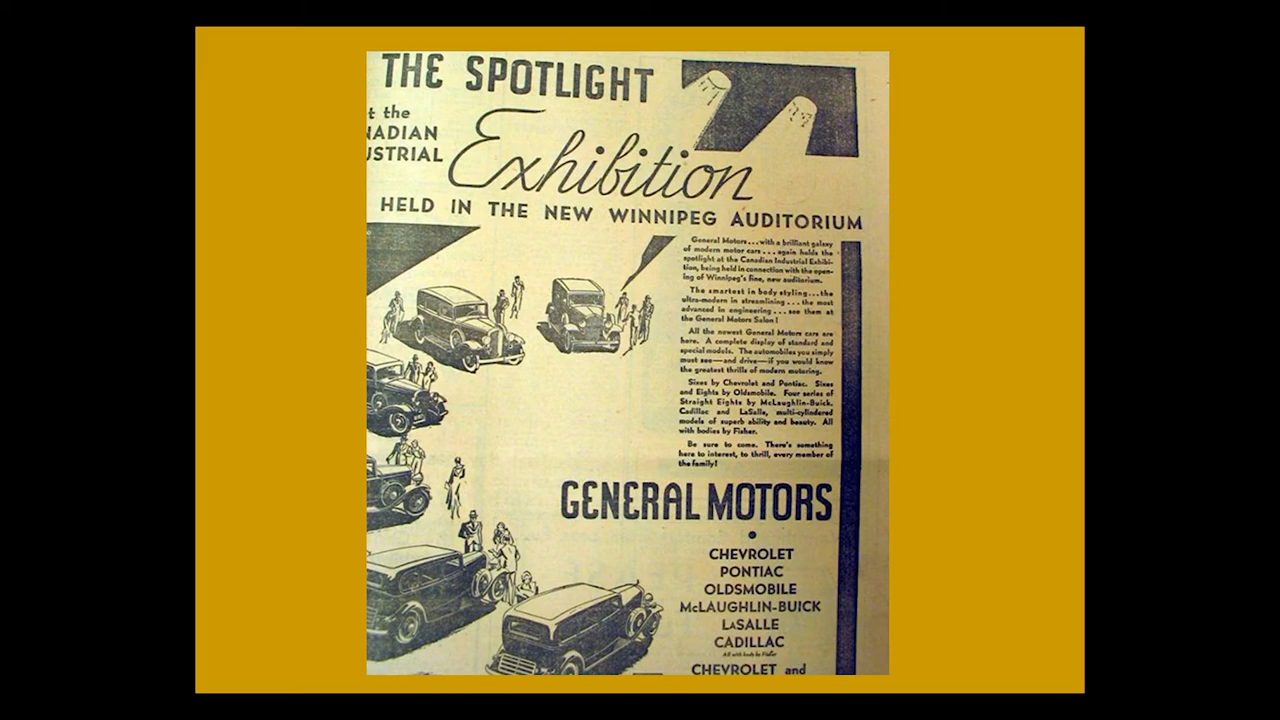 THE SPOTLIGHT
t the
NADIAN
USTRIAL
Exhibition
HELD IN THE NEW WINNIPEG AUDITORIUM
General Motors...with a brilliant galaxy
of modern motor cars...again holds the
spotlight at the Canadian Industrial Exhibi-
tion, being held in connection with the open-
ing of Winnipeg's fine, new auditorium.
The smartest in body styling...the
ultra-modern in streamlining...the most
advanced in engineering...see them at
the General Motors Salon!
All the newest General Motors cars are
here. A complete display of standard and
special models. The automobiles you simply
must see—and drive—if you would know
the greatest thrills of modern motoring.
Sixes by Chevrolet and Pontiac. Sixes
and Eights by Oldsmobile. Four series of
Straight Eights by McLaughlin-Buick.
Cadillac and LaSalle, multi-cylindered
models of superb ability and beauty. All
with bodies by Fisher.
Be sure to come. There's something
here to interest, to thrill, every member of
the family!
GENERAL MOTORS
CHEVROLET
PONTIAC
OLDSMOBILE
McLAUGHLIN-BUICK
LASALLE
CADILLAC
All with body by Fisher
CHEVROLET and